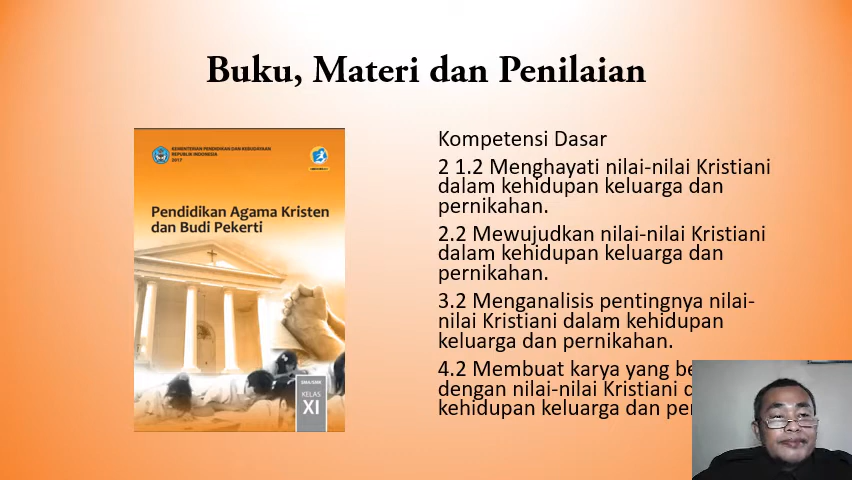 Buku, Materi dan Penilaian
KEMENTERIAN PENDIDIKAN DAN KEBUDAYAAN
REPUBLIK INDONESIA
2017
Pendidikan Agama Kristen
dan Budi Pekerti
SMA/SMK
KELAS
XI
Kompetensi Dasar
2 1.2 Menghayati nilai-nilai Kristiani
dalam kehidupan keluarga dan
pernikahan.
2.2 Mewujudkan nilai-nilai Kristiani
dalam kehidupan keluarga dan
pernikahan.
3.2 Menganalisis pentingnya nilai-
nilai Kristiani dalam kehidupan
keluarga dan pernikahan.
4.2 Membuat karya yang
dengan nilai-nilai Kristiani
kehidupan keluarga dan